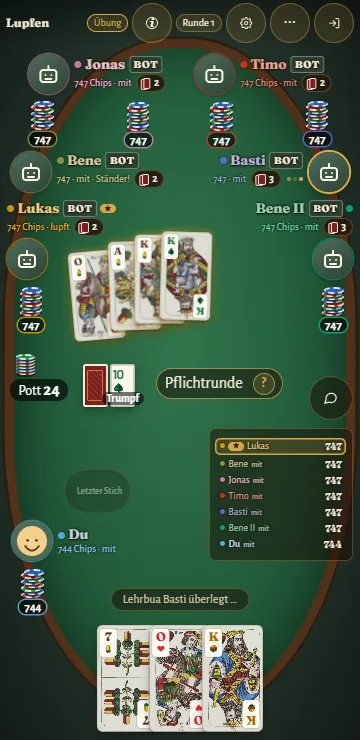 Lupfen
Übung
Runde 1
Jonas BOT
747 Chips · mit 2
Timo BOT
747 Chips · mit 2
747
747
747
747
Bene BOT
747 · mit · Ständer! 2
Basti BOT
747 · mit 3
Lukas BOT
747 Chips · lupft 2
Bene II BOT
747 Chips · mit 3
O
A
K
K
K
747
747
Pott 24
10
Trumpf
Pflichtrunde ?
Lukas 747
Bene mit 747
Jonas mit 747
Timo mit 747
Basti mit 747
Bene II mit 747
Du mit 744
Letzter Stich
Du
744 Chips · mit
744
Lehrbua Basti überlegt ...
7
O
K
7
O
K